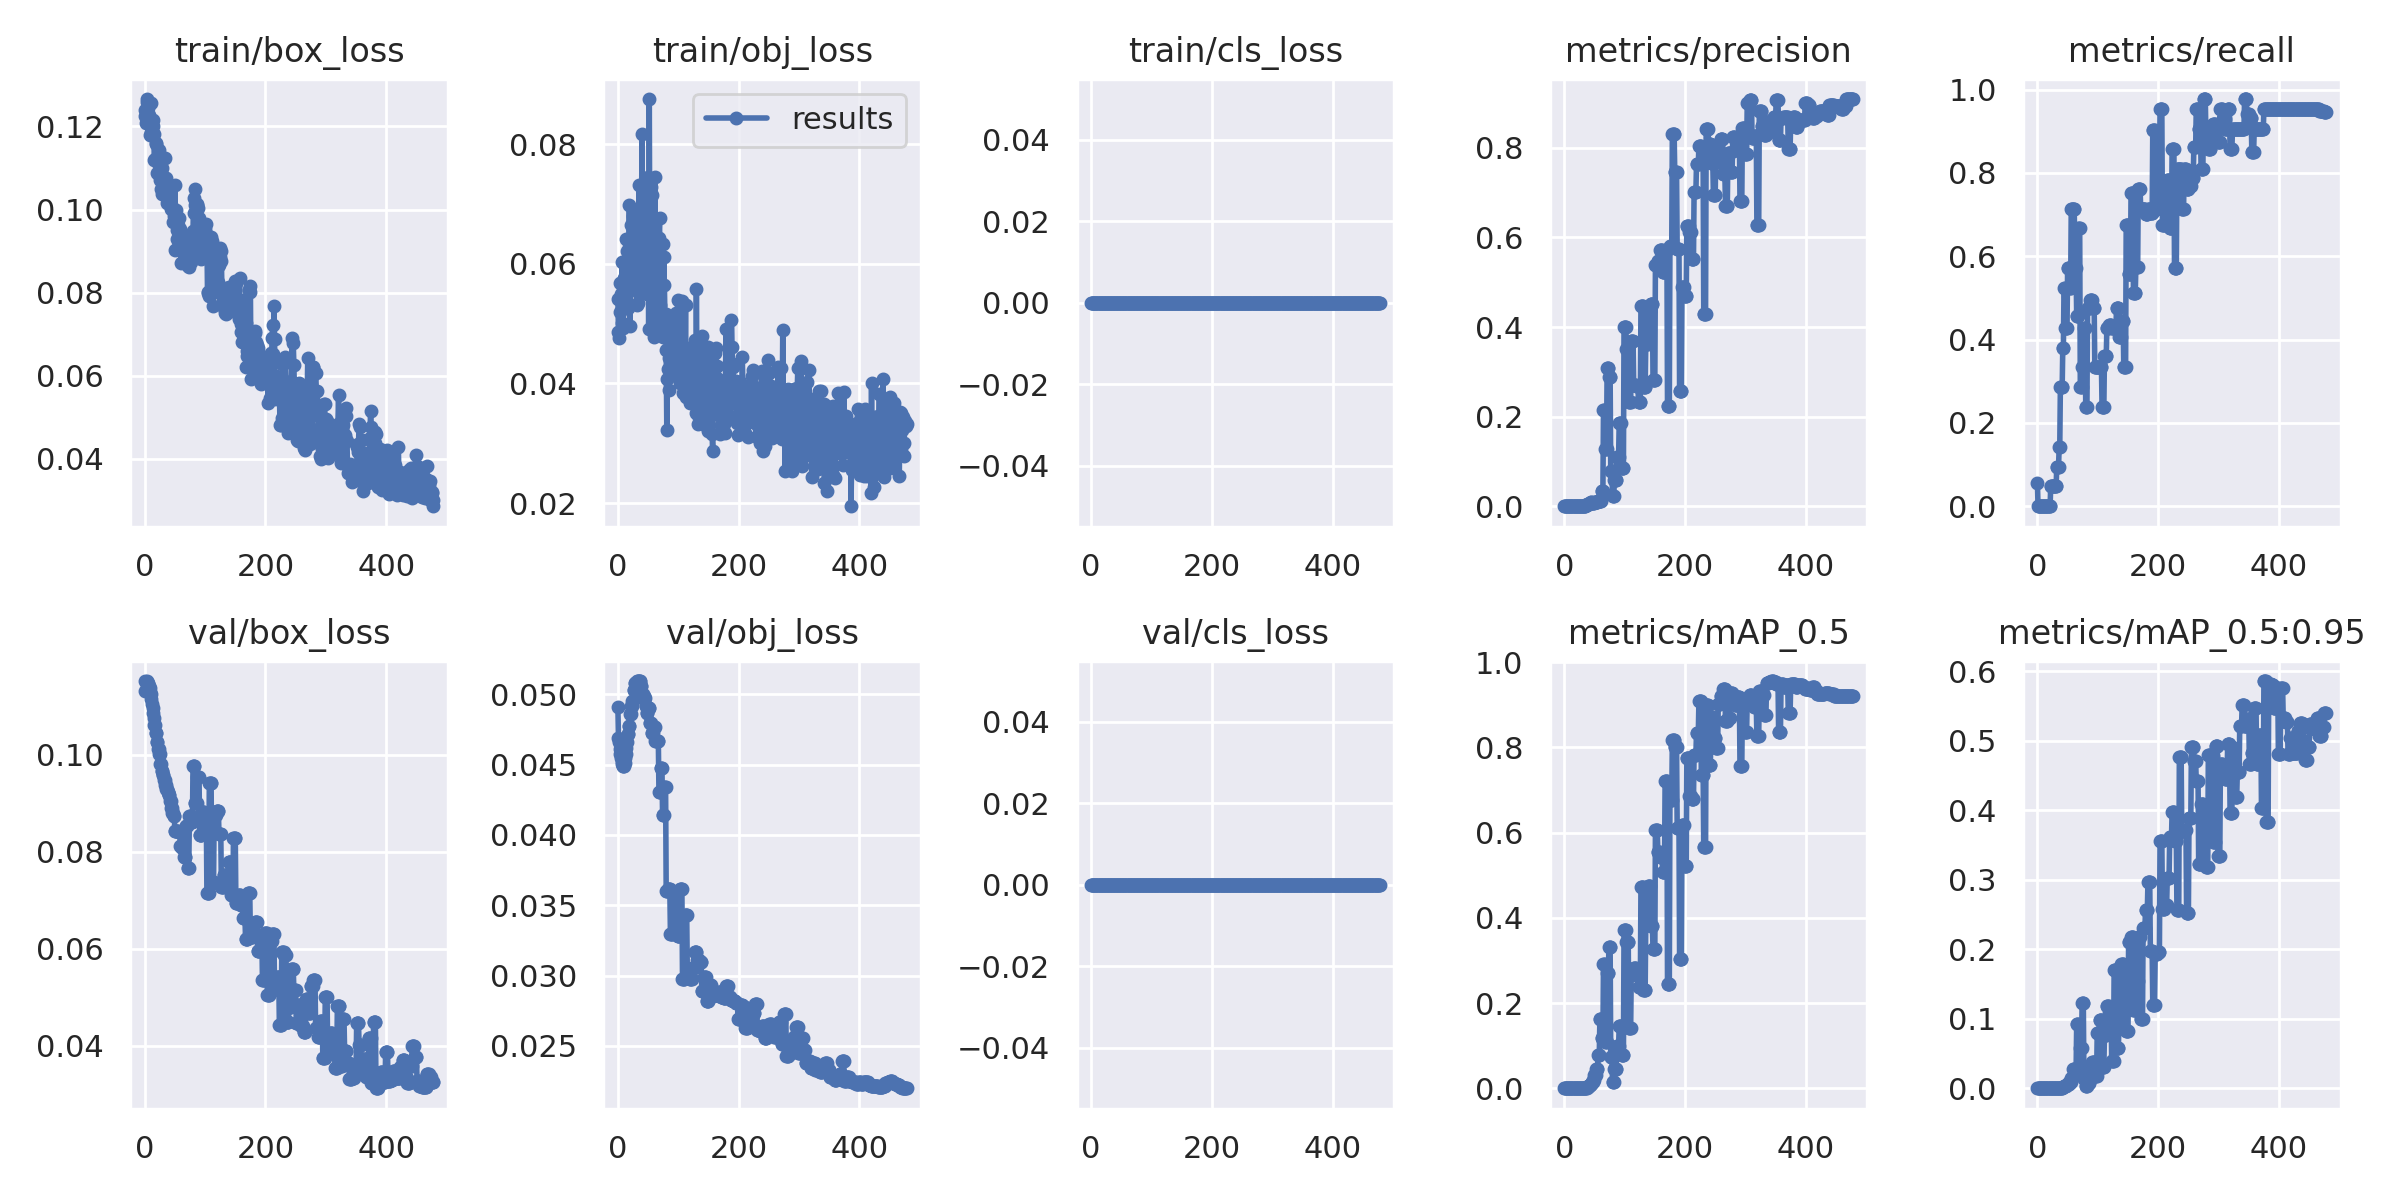 train/box_loss
0.12
0.10
0.08
0.06
0.04
0 200 400
train/obj_loss
results
0.08
0.06
0.04
0.02
0 200 400
train/cls_loss
0.04
0.02
0.00
−0.02
−0.04
0 200 400
metrics/precision
0.8
0.6
0.4
0.2
0.0
0 200 400
metrics/recall
1.0
0.8
0.6
0.4
0.2
0.0
0 200 400
val/box_loss
0.10
0.08
0.06
0.04
0 200 400
val/obj_loss
0.050
0.045
0.040
0.035
0.030
0.025
0 200 400
val/cls_loss
0.04
0.02
0.00
−0.02
−0.04
0 200 400
metrics/mAP_0.5
1.0
0.8
0.6
0.4
0.2
0.0
0 200 400
metrics/mAP_0.5:0.95
0.6
0.5
0.4
0.3
0.2
0.1
0.0
0 200 400